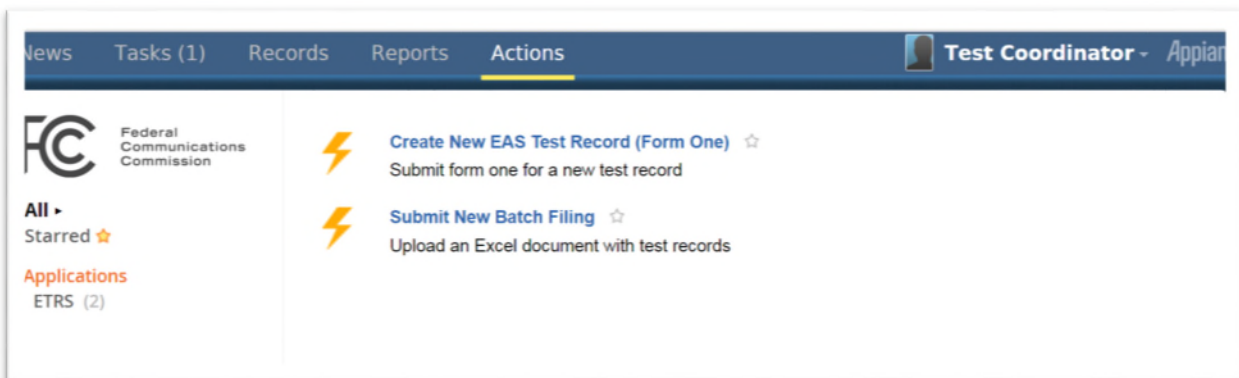 News Tasks (1) Records Reports Actions Test Coordinator Appian
FCC Federal
Communications
Commission
All
Starred
Applications
ETRS (2)
Create New EAS Test Record (Form One)
Submit form one for a new test record
Submit New Batch Filing
Upload an Excel document with test records